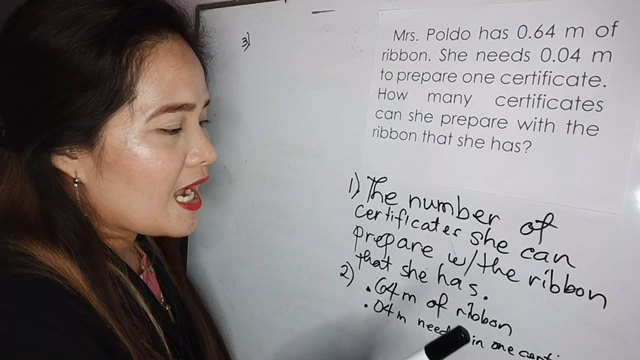 3)
Mrs. Poldo has 0.64 m of
ribbon. She needs 0.04 m
to prepare one certificate.
How many certificates
can she prepare with the
ribbon that she has?
1) The number of
certificates she can
prepare w/the ribbon
that she has.
2) .64 m of ribbon
.04 m in one